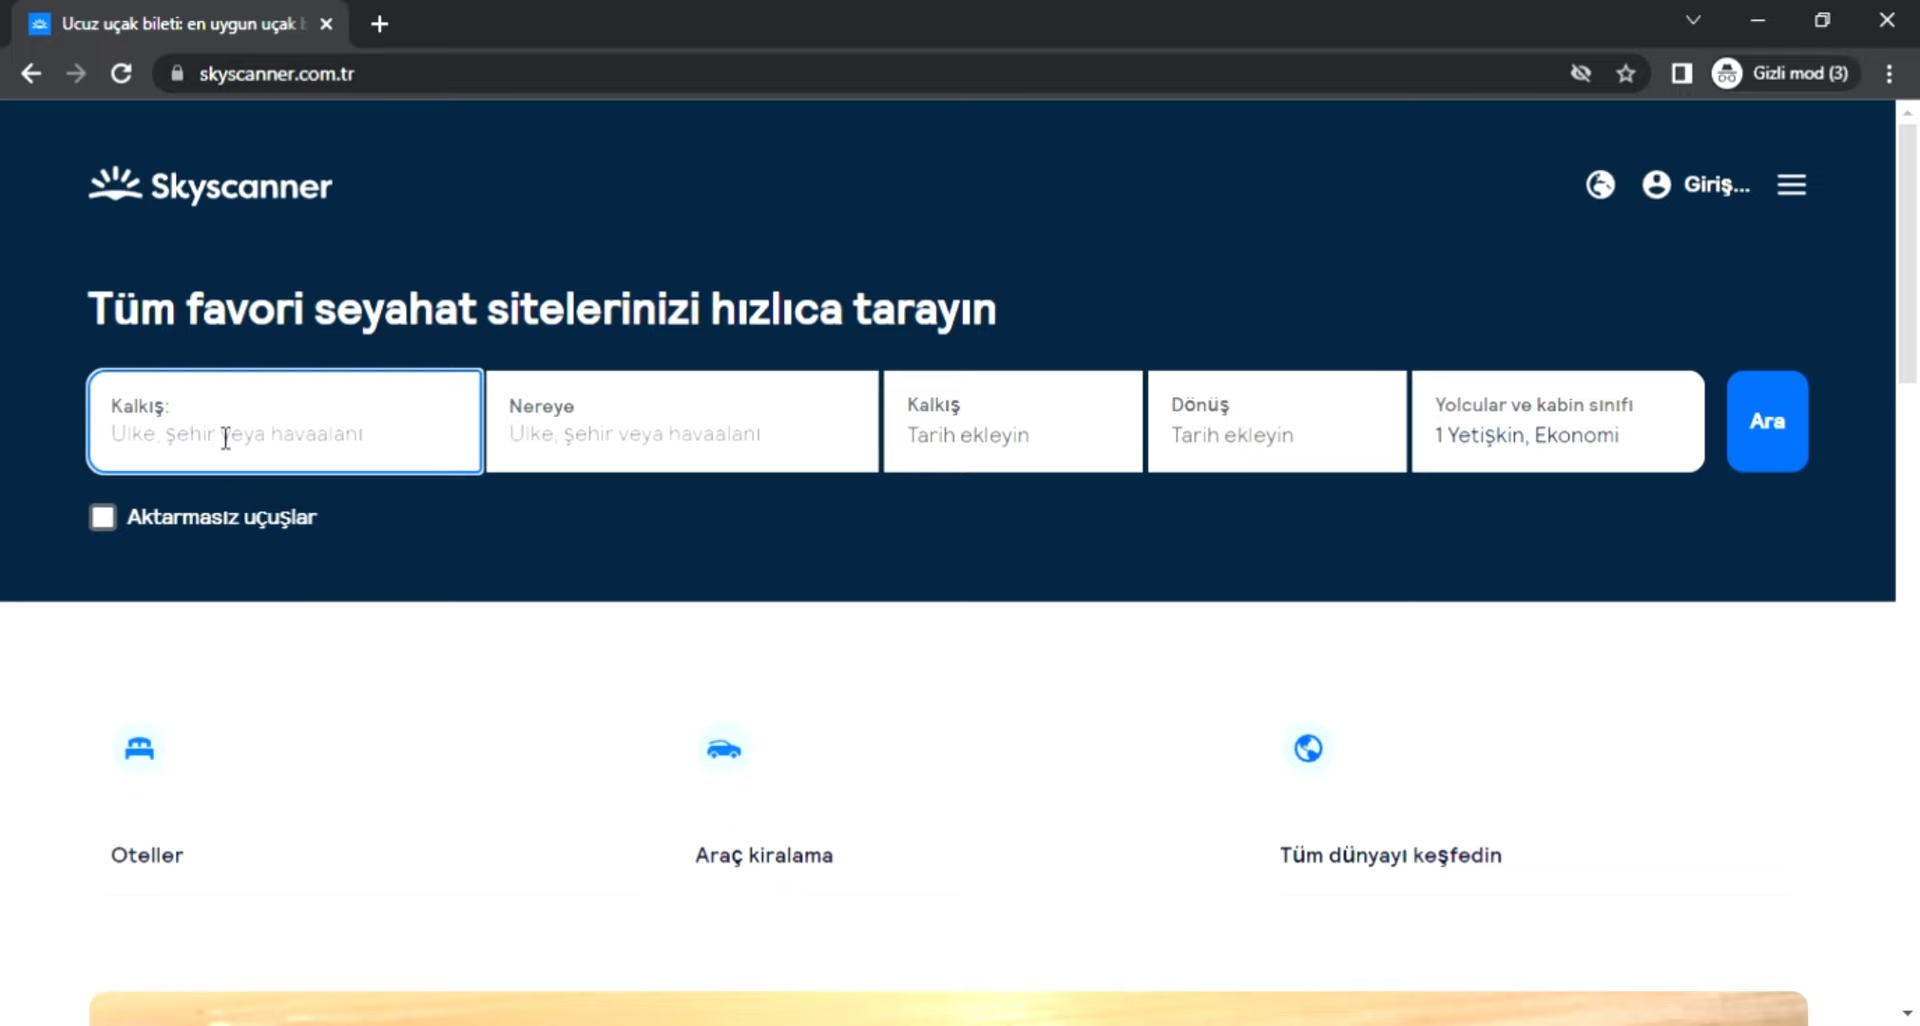 Ucuz uçak bileti: en uygun uçak
skyscanner.com.tr
Gizli mod (3)
Skyscanner
Giriş...
Tüm favori seyahat sitelerinizi hızlıca tarayın
Kalkış:
Ülke, şehir veya havaalanı
Nereye
Ülke, şehir veya havaalanı
Kalkış
Tarih ekleyin
Dönüş
Tarih ekleyin
Yolcular ve kabin sınıfı
1 Yetişkin, Ekonomi
Ara
Aktarmasız uçuşlar
Oteller
Araç kiralama
Tüm dünyayı keşfedin